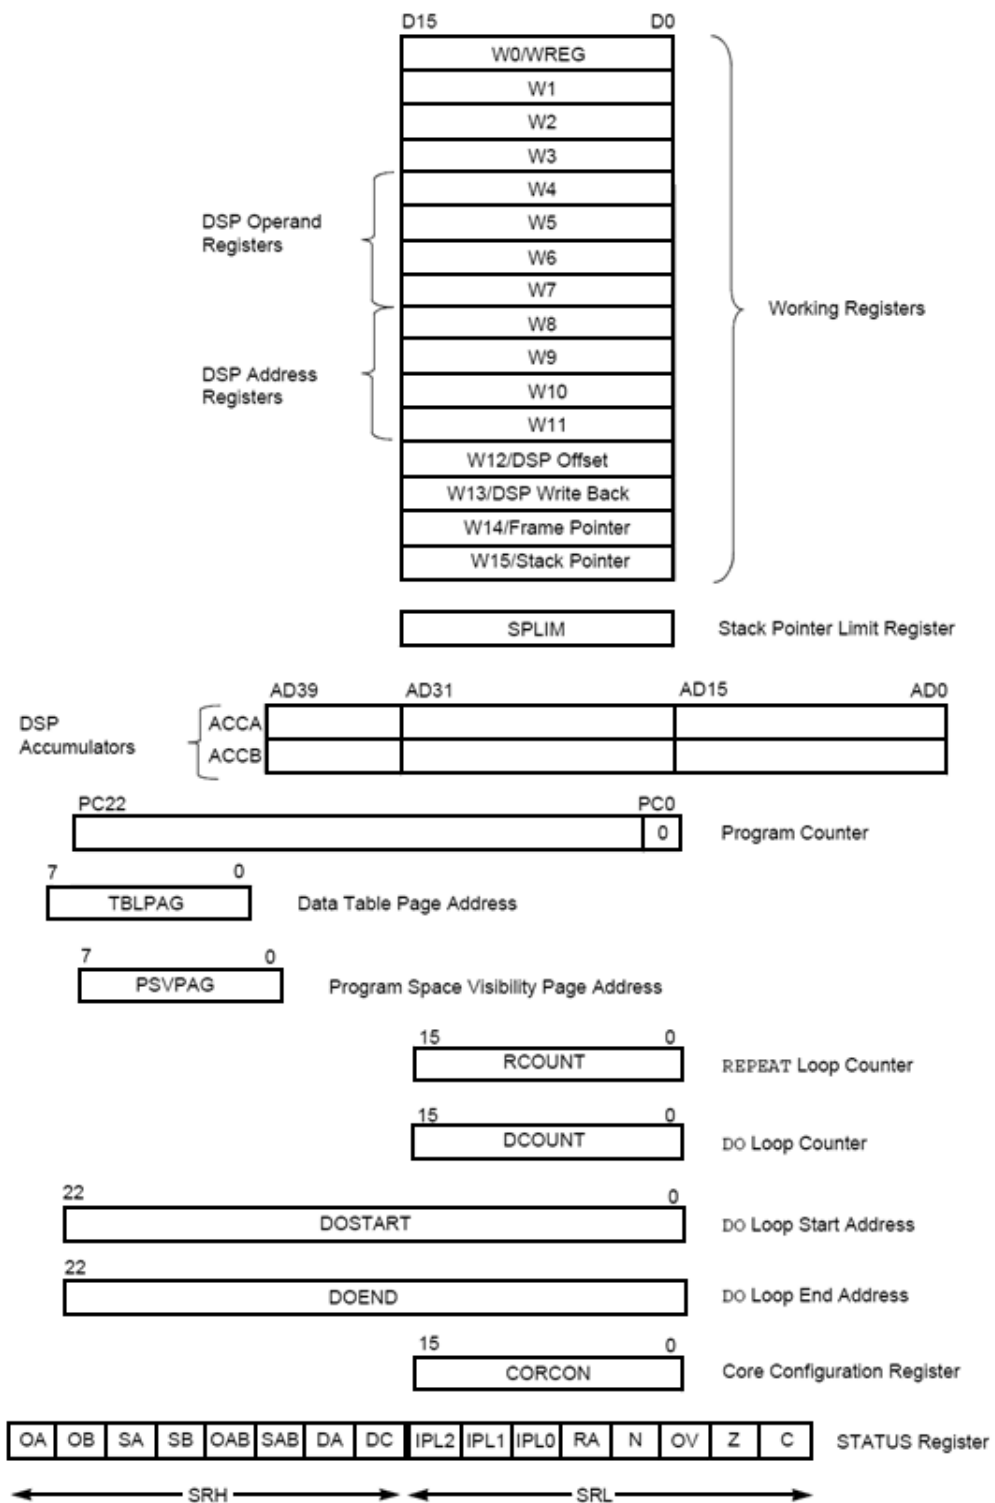 D15 D0
W0/WREG
W1
W2
W3
W4
DSP Operand
Registers
W5
W6
W7
Working Registers
W8
W9
DSP Address
Registers
W10
W11
W12/DSP Offset
W13/DSP Write Back
W14/Frame Pointer
W15/Stack Pointer
SPLIM Stack Pointer Limit Register
AD39 AD31 AD15 AD0
DSP
Accumulators
ACCA
ACCB
PC22 PC0
0 Program Counter
7 0
TBLPAG Data Table Page Address
7 0
PSVPAG Program Space Visibility Page Address
15 0
RCOUNT REPEAT Loop Counter
15 0
DCOUNT DO Loop Counter
22 0
DOSTART DO Loop Start Address
22
DOEND DO Loop End Address
15 0
CORCON Core Configuration Register
OA OB SA SB OAB SAB DA DC IPL2 IPL1 IPL0 RA N OV Z C STATUS Register
SRH SRL